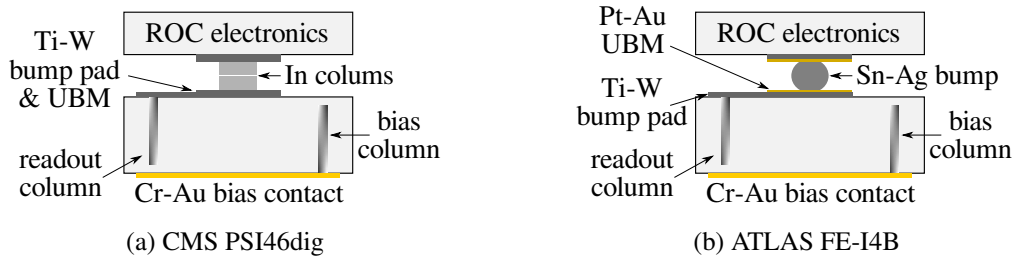 ROC electronics
Ti-W
bump pad
& UBM
In colums
readout
column
bias
column
Cr-Au bias contact
(a) CMS PSI46dig
Pt-Au
UBM
ROC electronics
Sn-Ag bump
Ti-W
bump pad
readout
column
bias
column
Cr-Au bias contact
(b) ATLAS FE-I4B